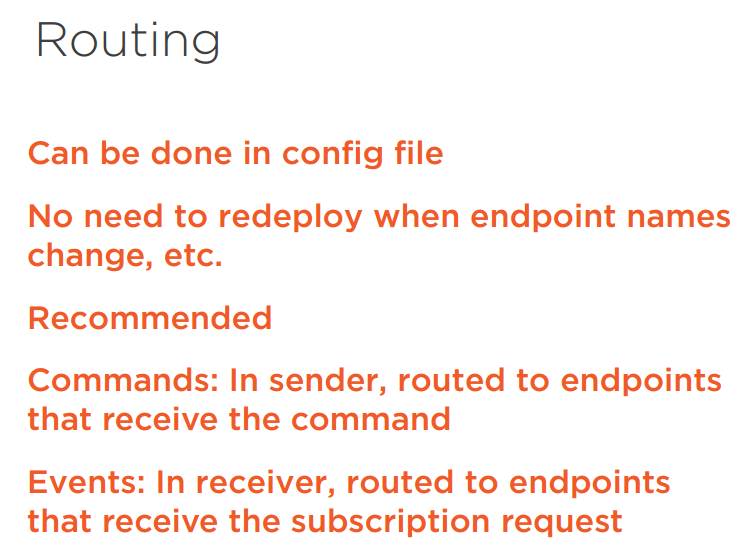 Routing
Can be done in config file
No need to redeploy when endpoint names
change, etc.
Recommended
Commands: In sender, routed to endpoints
that receive the command
Events: In receiver, routed to endpoints
that receive the subscription request